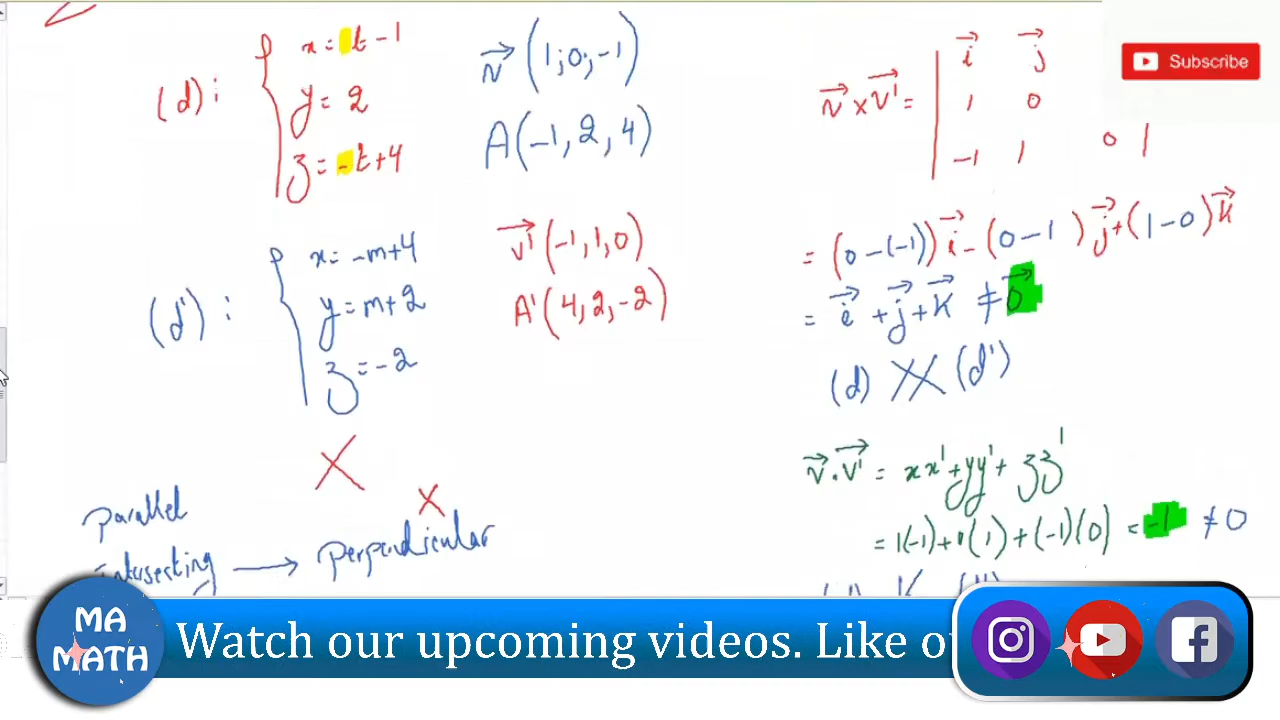 (d): { x = t - 1
y = 2
z = -t + 4
v⃗ (1; 0; -1)
A(-1, 2, 4)
(d'): { x = -m+4
y = m+2
z = -2
v⃗' (-1, 1, 0)
A'(4, 2, -2)
parallel
intersecting → perpendicular
Subscribe
v⃗ x v⃗' = | i⃗ j⃗
1 0
-1 1 0 |
= (0-(-1)) i⃗ - (0-1) j⃗ + (1-0) k⃗
= i⃗ + j⃗ + k⃗ ≠ 0⃗
(d) ∦ (d')
v⃗ . v⃗' = xx' + yy' + zz'
= 1(-1) + 0(1) + (-1)(0) = -1 ≠ 0
MA
MATH
Watch our upcoming videos. Like o